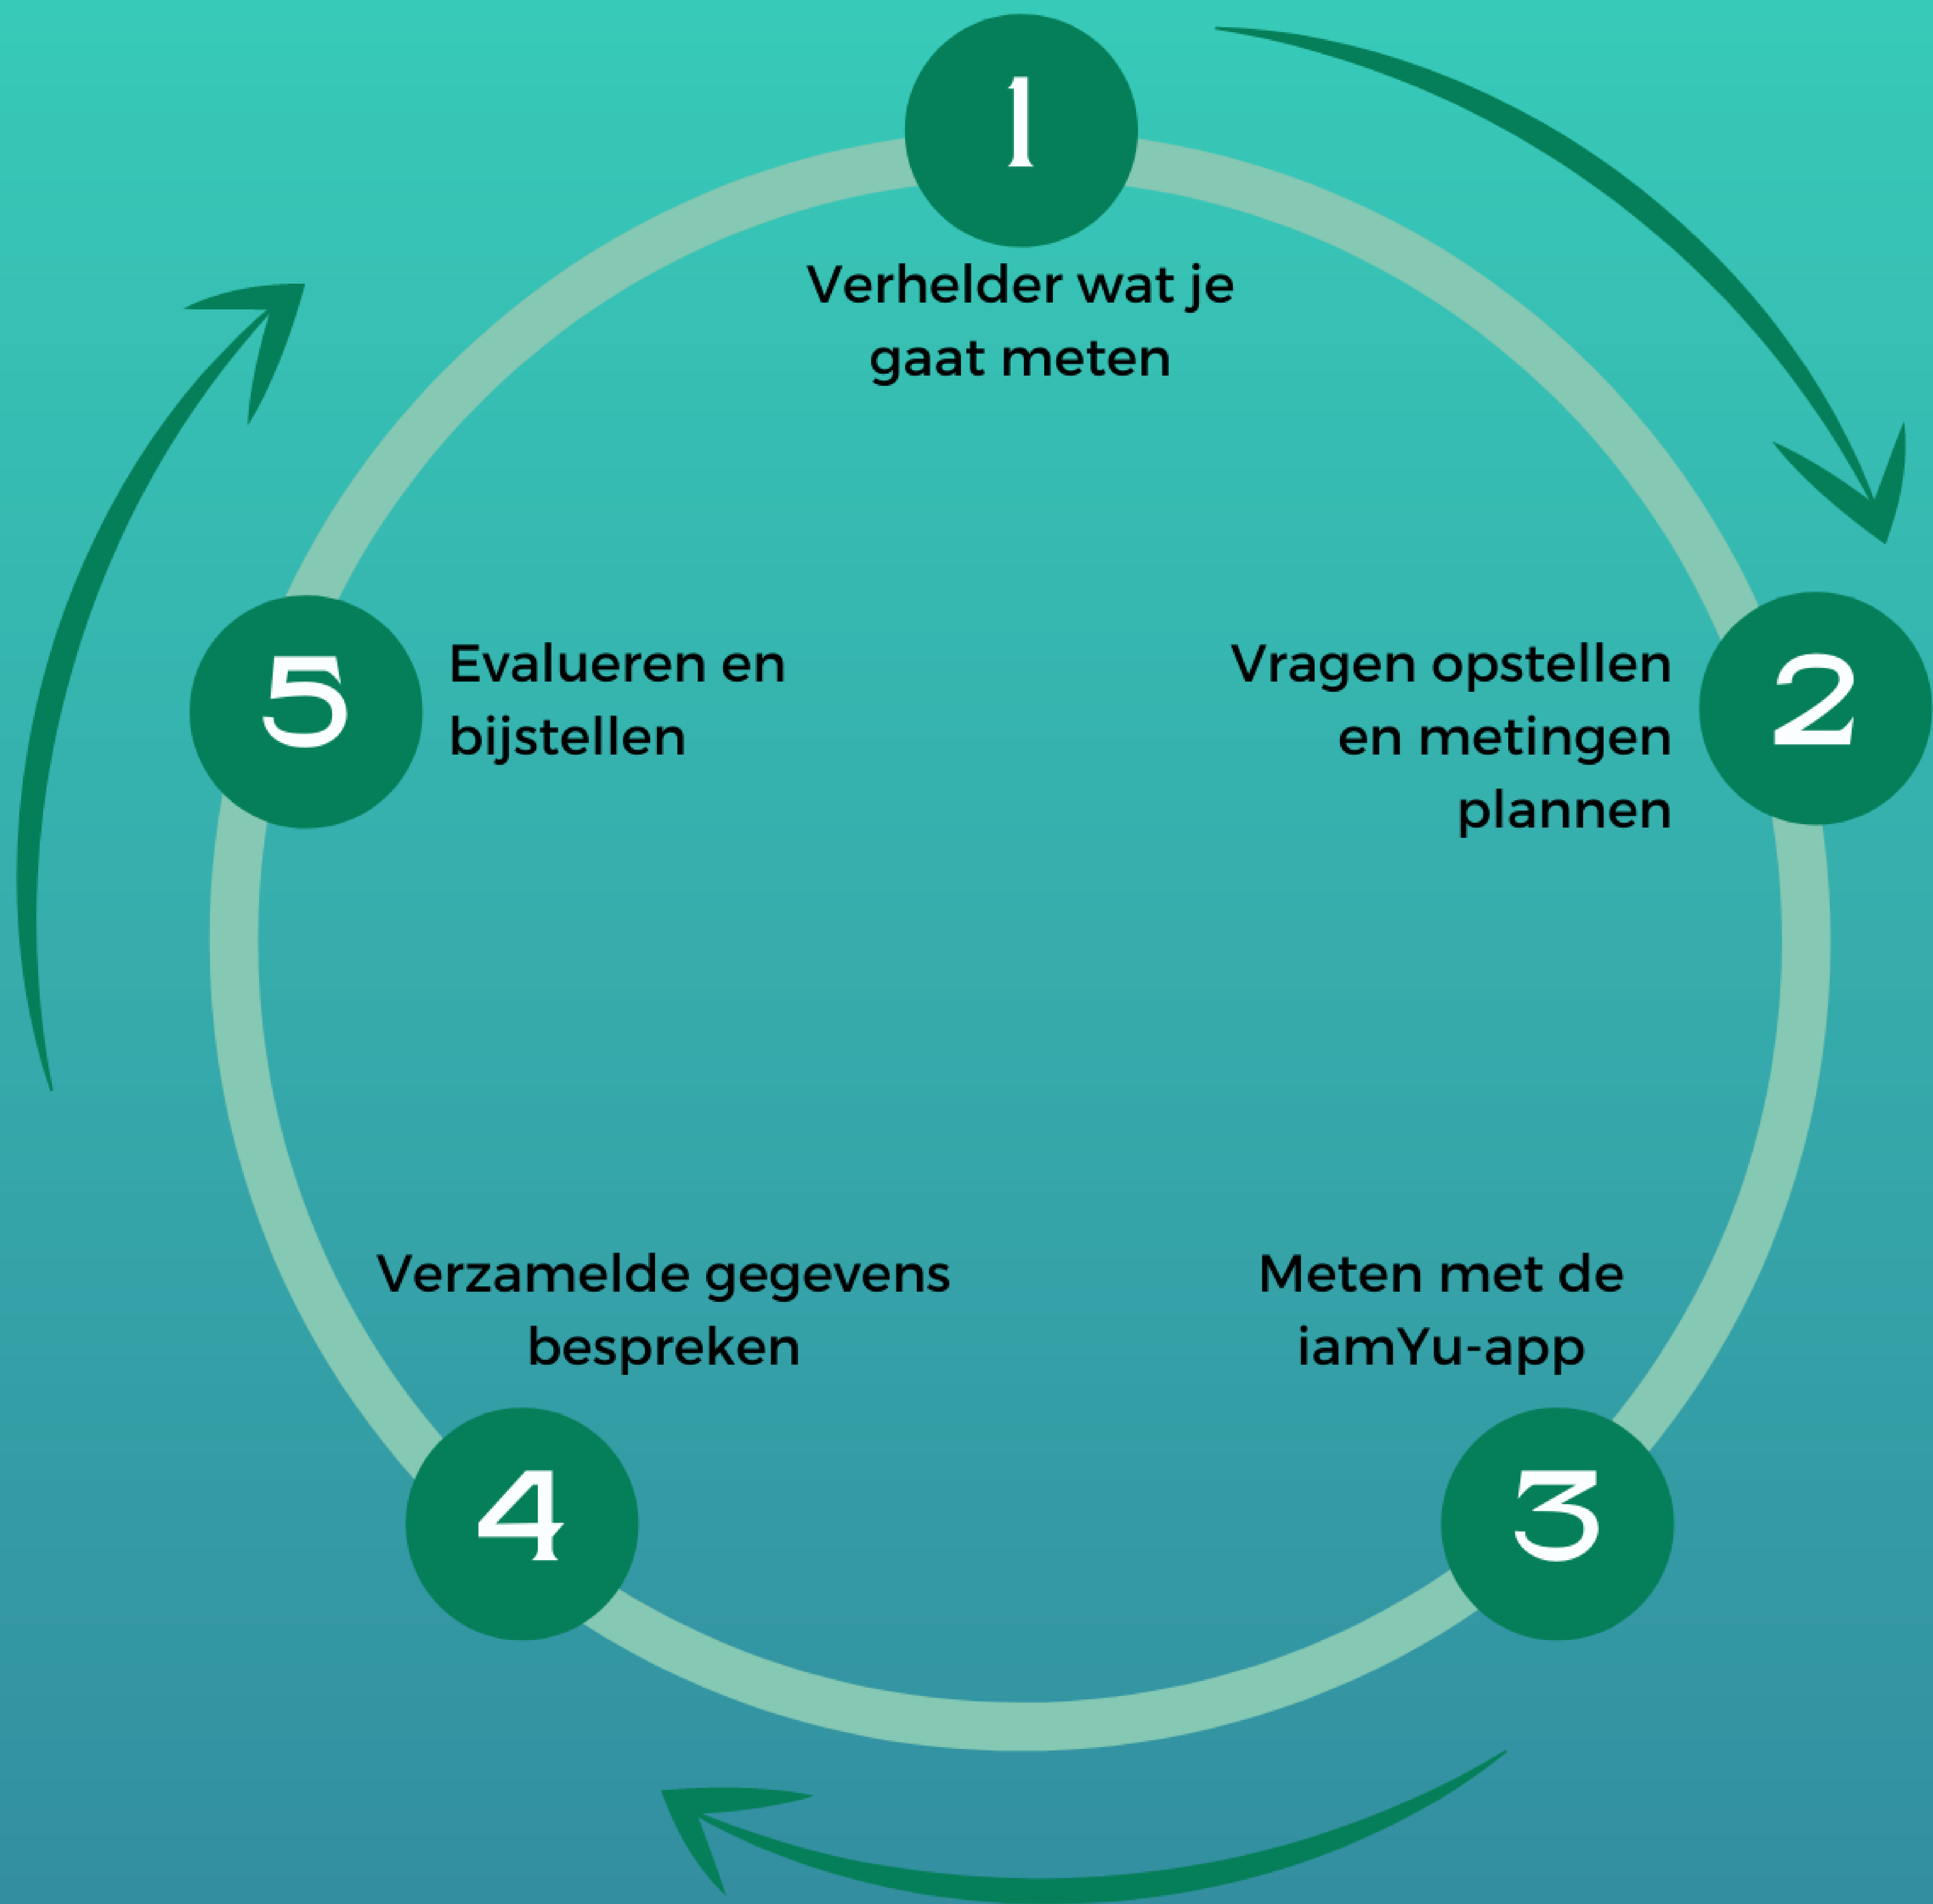 1
Verhelder wat je
gaat meten
2
Vragen opstellen
en metingen
plannen
3
Meten met de
iamYu-app
4
Verzamelde gegevens
bespreken
5
Evalueren en
bijstellen